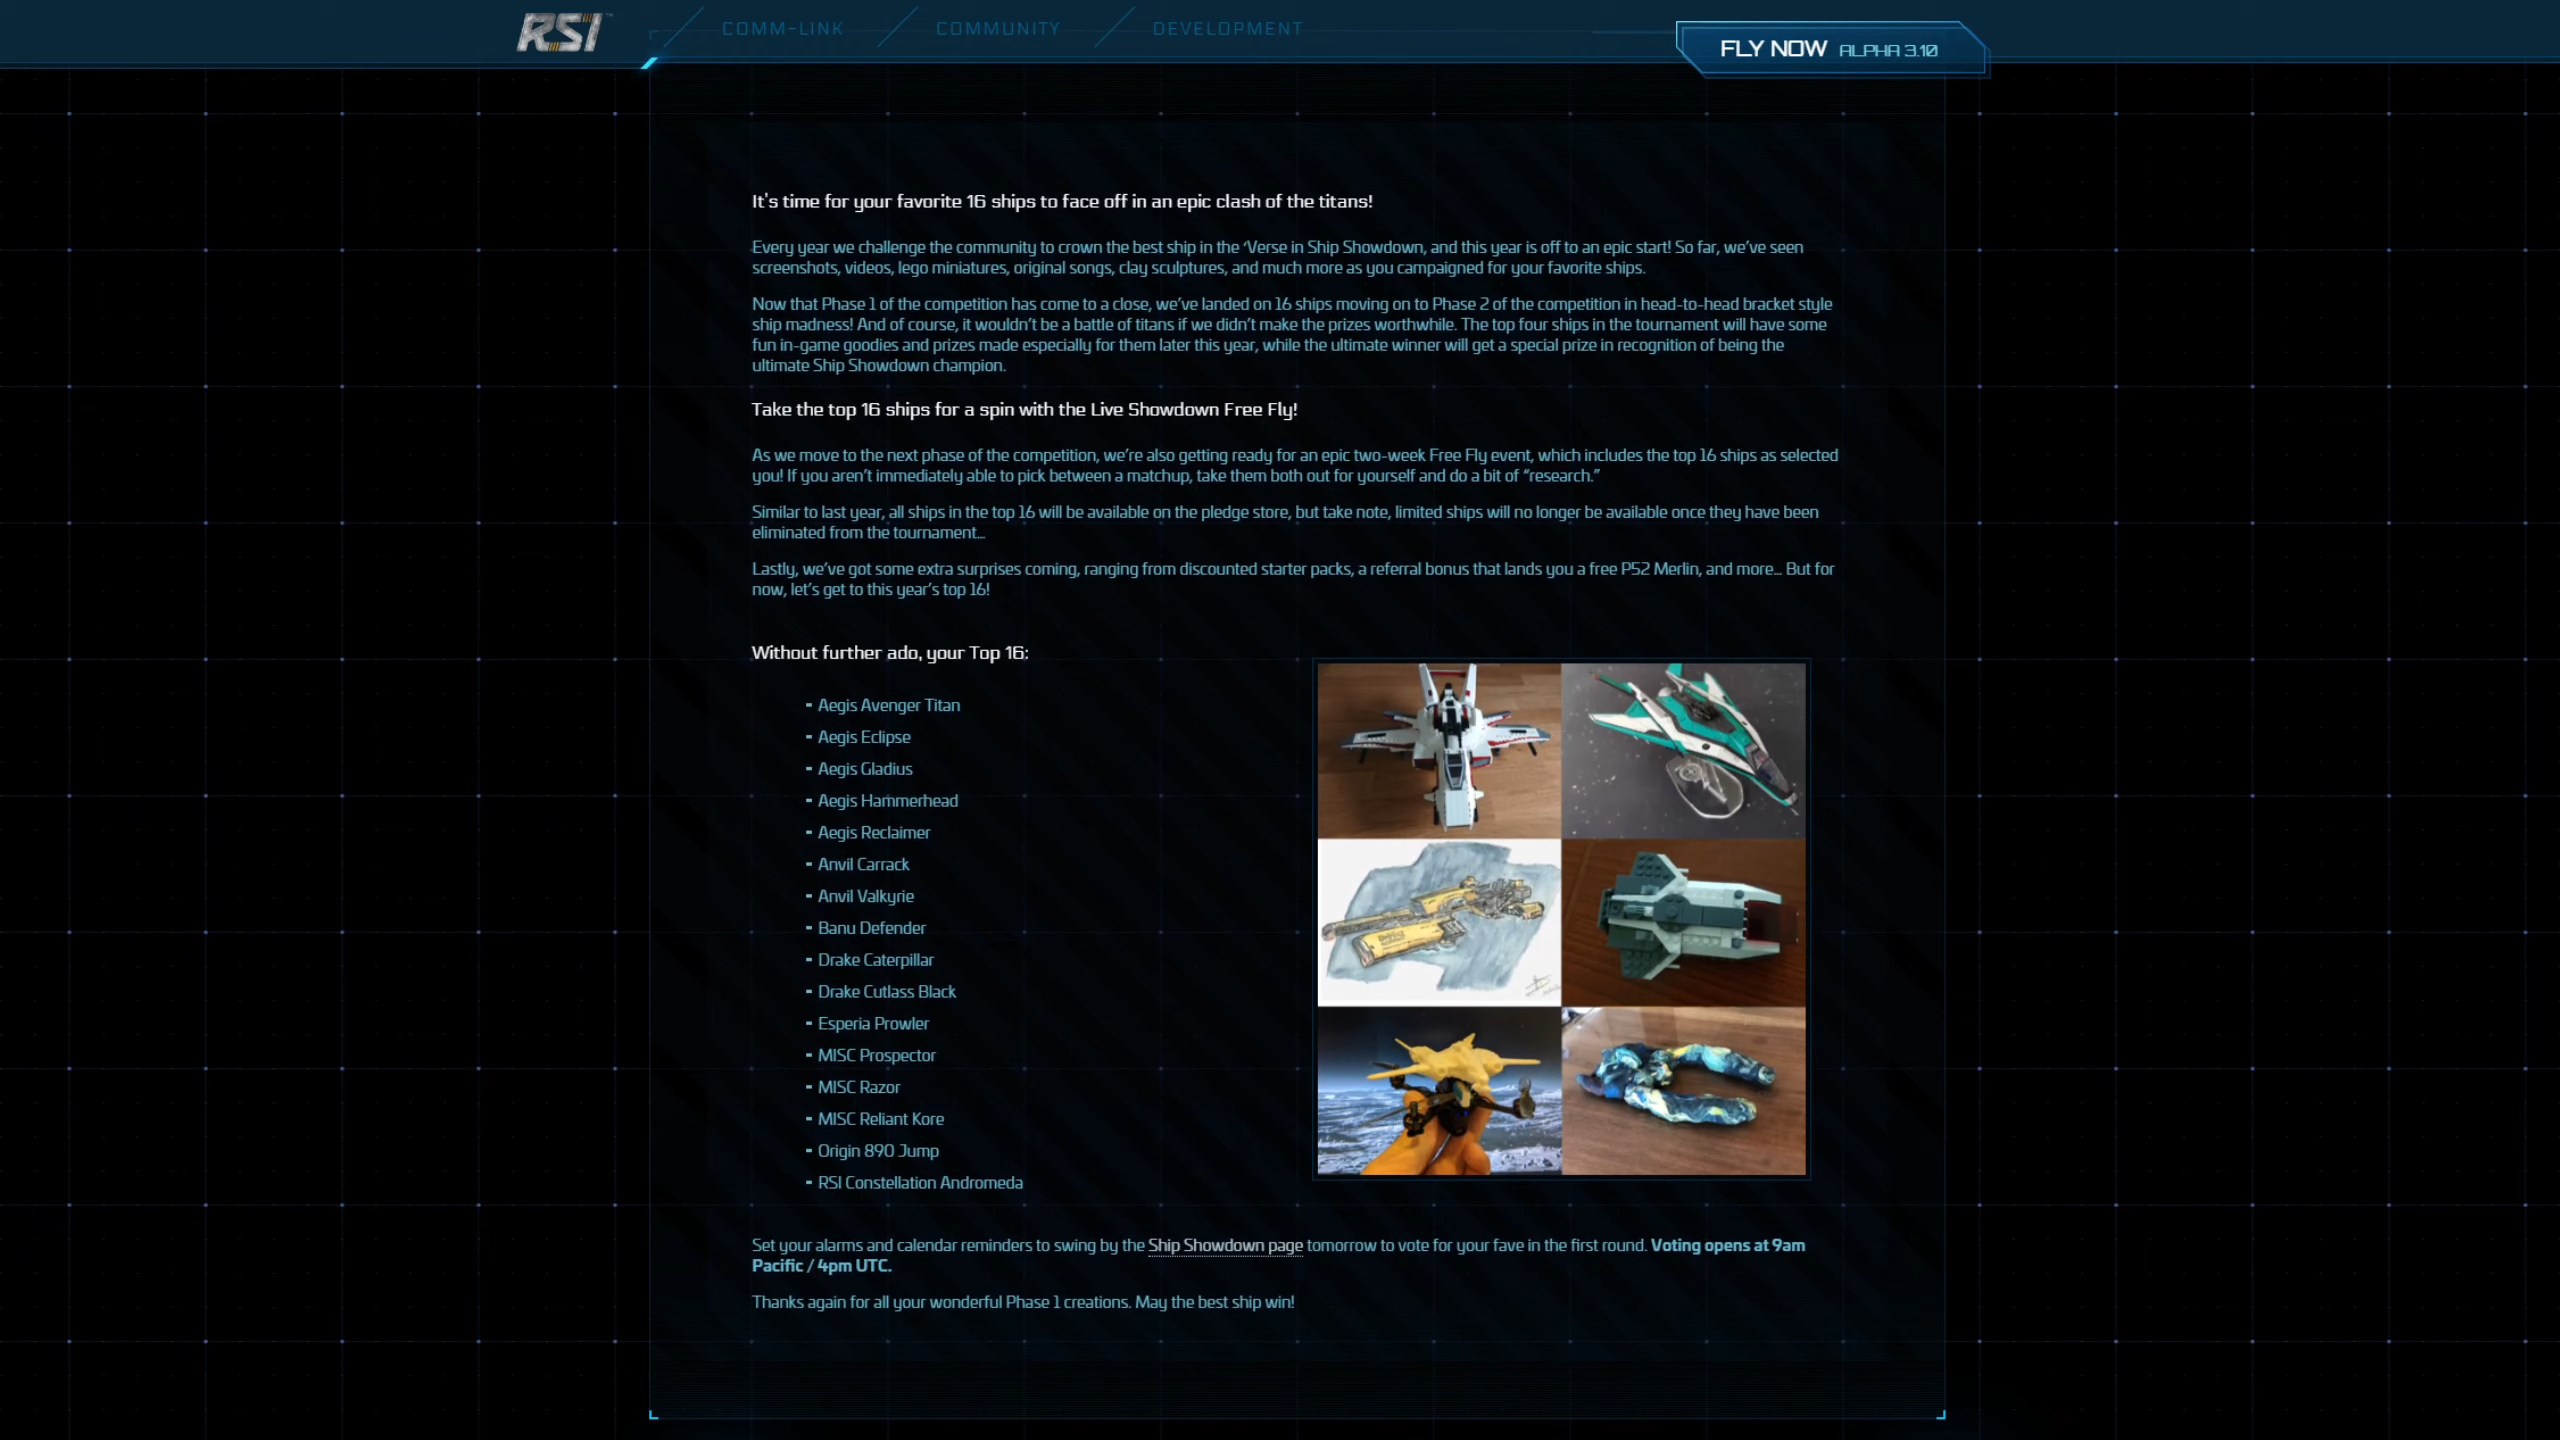 RSI
COMM-LINK
COMMUNITY
DEVELOPMENT
FLY NOW ALPHA 3.10
It's time for your favorite 16 ships to face off in an epic clash of the titans!
Every year we challenge the community to crown the best ship in the ‘Verse in Ship Showdown, and this year is off to an epic start! So far, we’ve seen
screenshots, videos, lego miniatures, original songs, clay sculptures, and much more as you campaigned for your favorite ships.
Now that Phase 1 of the competition has come to a close, we’ve landed on 16 ships moving on to Phase 2 of the competition in head-to-head bracket style
ship madness! And of course, it wouldn’t be a battle of titans if we didn’t make the prizes worthwhile. The top four ships in the tournament will have some
fun in-game goodies and prizes made especially for them later this year, while the ultimate winner will get a special prize in recognition of being the
ultimate Ship Showdown champion.
Take the top 16 ships for a spin with the Live Showdown Free Fly!
As we move to the next phase of the competition, we’re also getting ready for an epic two-week Free Fly event, which includes the top 16 ships as selected
you! If you aren’t immediately able to pick between a matchup, take them both out for yourself and do a bit of “research.”
Similar to last year, all ships in the top 16 will be available on the pledge store, but take note, limited ships will no longer be available once they have been
eliminated from the tournament…
Lastly, we’ve got some extra surprises coming, ranging from discounted starter packs, a referral bonus that lands you a free P52 Merlin, and more… But for
now, let’s get to this year’s top 16!
Without further ado, your Top 16:
- Aegis Avenger Titan
- Aegis Eclipse
- Aegis Gladius
- Aegis Hammerhead
- Aegis Reclaimer
- Anvil Carrack
- Anvil Valkyrie
- Banu Defender
- Drake Caterpillar
- Drake Cutlass Black
- Esperia Prowler
- MISC Prospector
- MISC Razor
- MISC Reliant Kore
- Origin 890 Jump
- RSI Constellation Andromeda
Set your alarms and calendar reminders to swing by the Ship Showdown page tomorrow to vote for your fave in the first round. Voting opens at 9am
Pacific / 4pm UTC.
Thanks again for all your wonderful Phase 1 creations. May the best ship win!